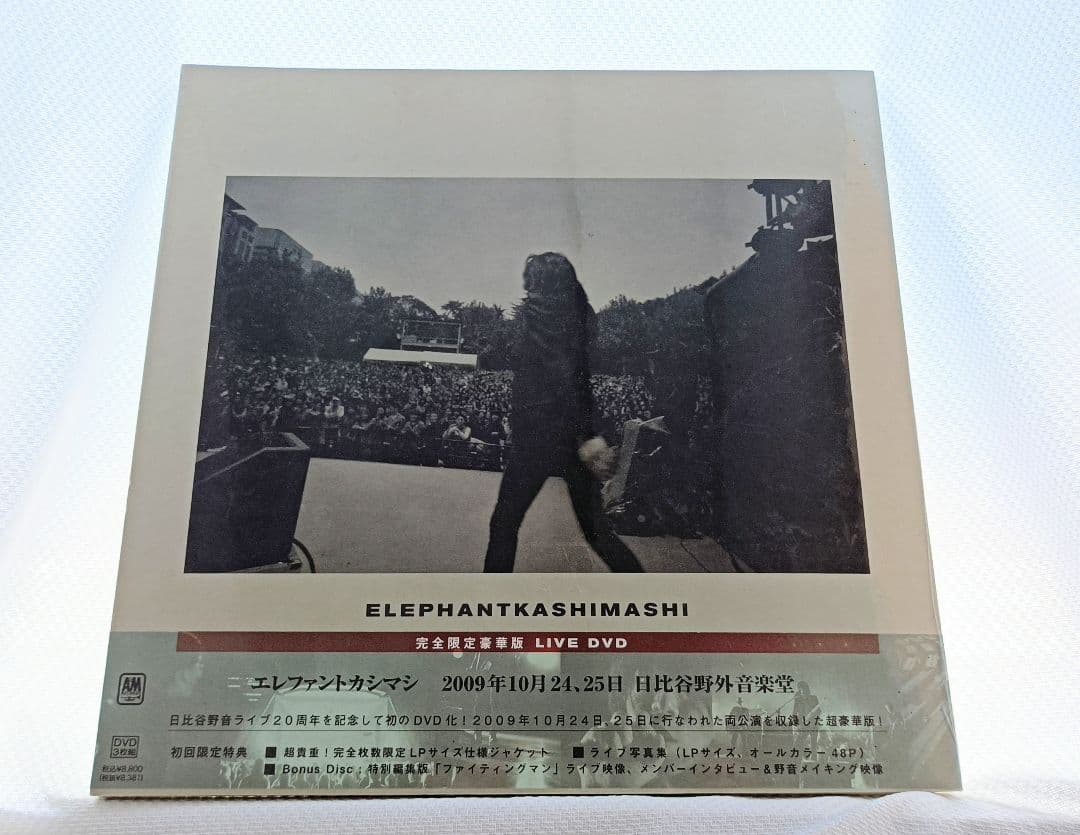 ELEPHANTKASHIMASHI
完全限定豪華版 LIVE DVD
エレファントカシマシ 2009年10月24、25日 日比谷野外音楽堂
AM
日比谷野音ライブ20周年を記念して初のDVD化！2009年10月24日、25日に行なわれた両公演を収録した超豪華版！
DVD
3枚組
初回限定特典 ■ 超貴重！完全枚数限定LPサイズ仕様ジャケット ■ ライブ写真集（LPサイズ、オールカラー48P）
■ Bonus Disc：特別編集版「ファイティングマン」ライブ映像、メンバーインタビュー＆野音メイキング映像
税込¥8,800
(税抜¥8,381)